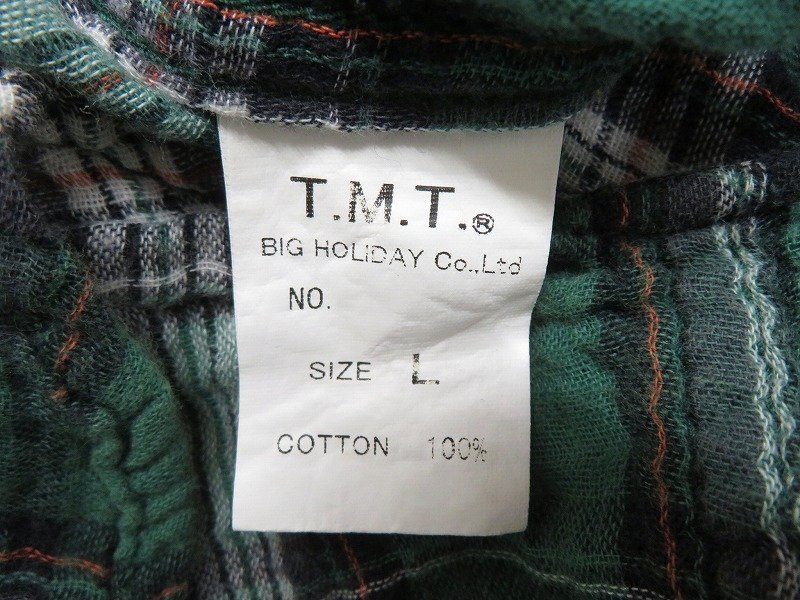 T.M.T.®
BIG HOLIDAY Co.,Ltd
NO.
SIZE L
COTTON 100%